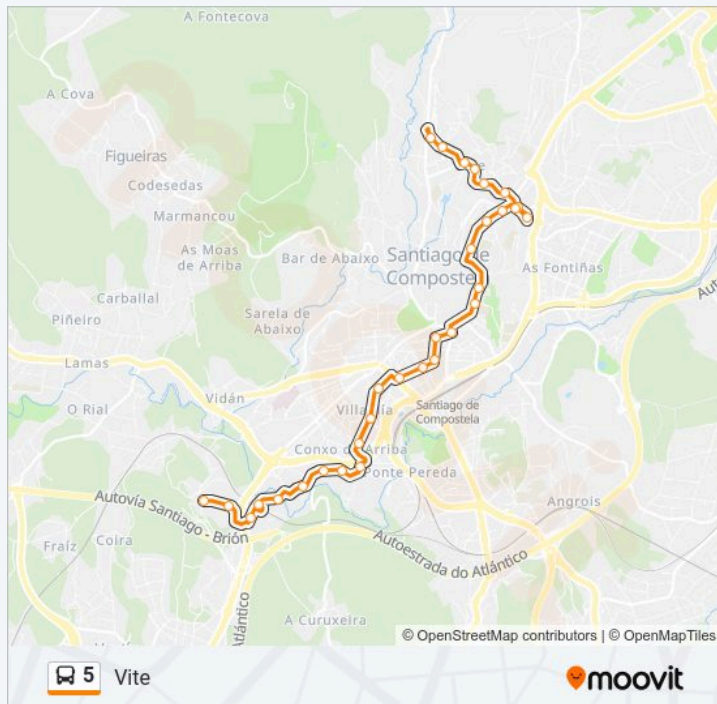 A Fontecova
A Cova
Figueiras
Codesedas
Marmancou
As Moas
de Arriba
Bar de Abaixo
Santiago de
Compostela
As Fontiñas
Carballal
Piñeiro
Sarela de
Abaixo
Lamas
Vidán
O Rial
Santiago de
Compostela
Conxo de Arriba
Ponte Pereda
Angrois
Autovía Santiago - Brión
Fraíz
Coira
Autoestrada do Atlántico
A Curuxeira
Atlántico
© OpenStreetMap contributors | © OpenMapTiles
5 Vite
moovit